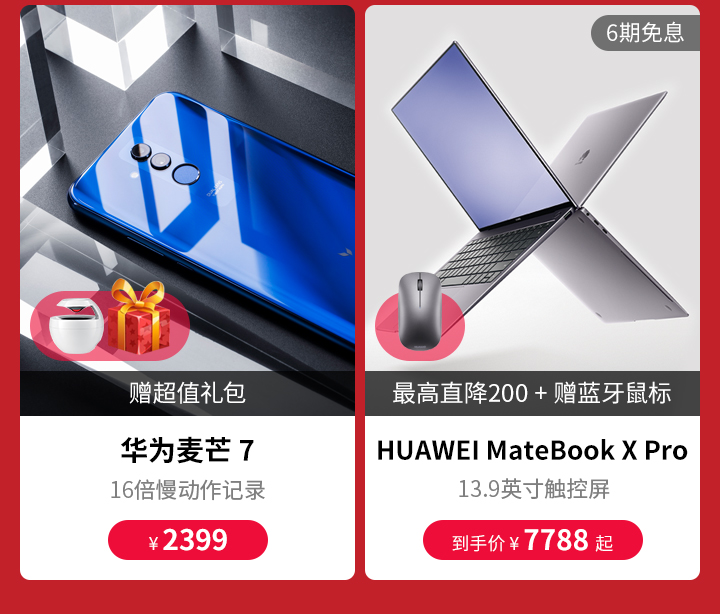 赠超值礼包
华为麦芒 7
16倍慢动作记录
¥ 2399
6期免息
最高直降200 + 赠蓝牙鼠标
HUAWEI MateBook X Pro
13.9英寸触控屏
到手价 ¥ 7788 起